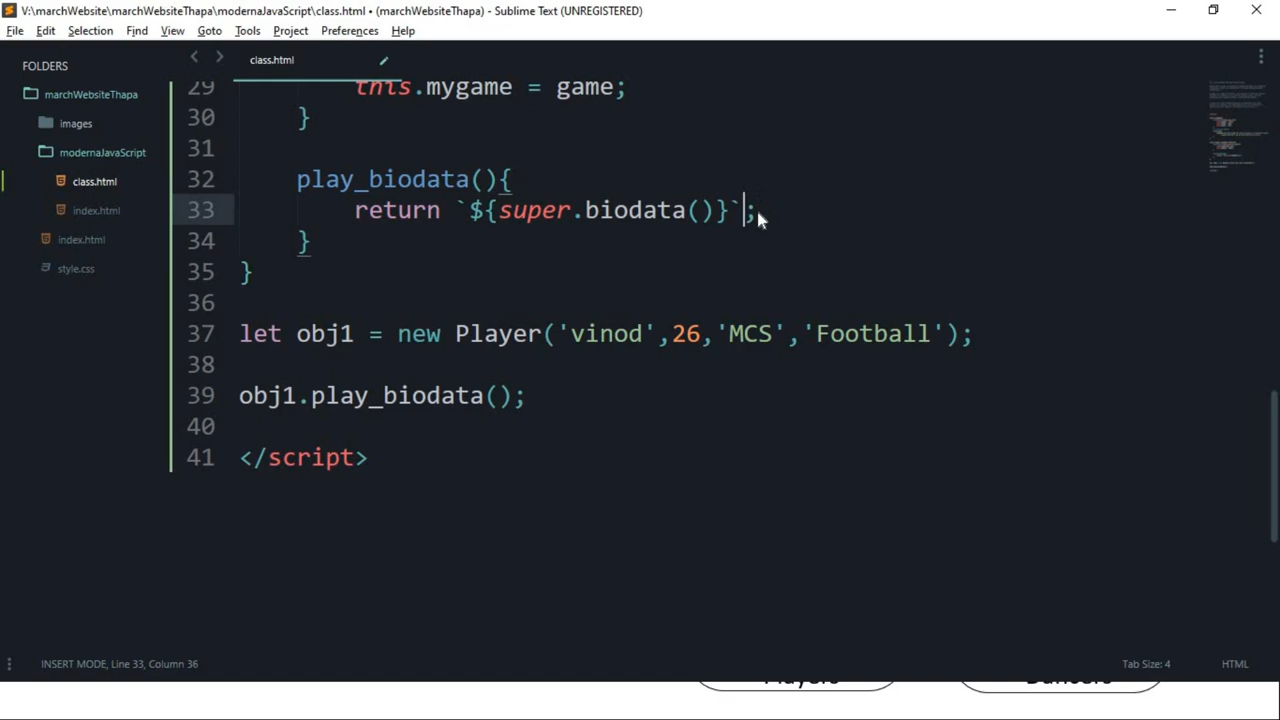 V:\marchWebsite\marchWebsiteThapa\modernaJavaScript\class.html • (marchWebsiteThapa) - Sublime Text (UNREGISTERED)
File Edit Selection Find View Goto Tools Project Preferences Help
FOLDERS
marchWebsiteThapa
images
modernaJavaScript
class.html
index.html
index.html
style.css
class.html
29 this.mygame = game;
30 }
31
32 play_biodata(){
33 return `${super.biodata()}`;
34 }
35 }
36
37 let obj1 = new Player('vinod',26,'MCS','Football');
38
39 obj1.play_biodata();
40
41 </script>
INSERT MODE, Line 33, Column 36 Tab Size: 4 HTML
Players Dancers